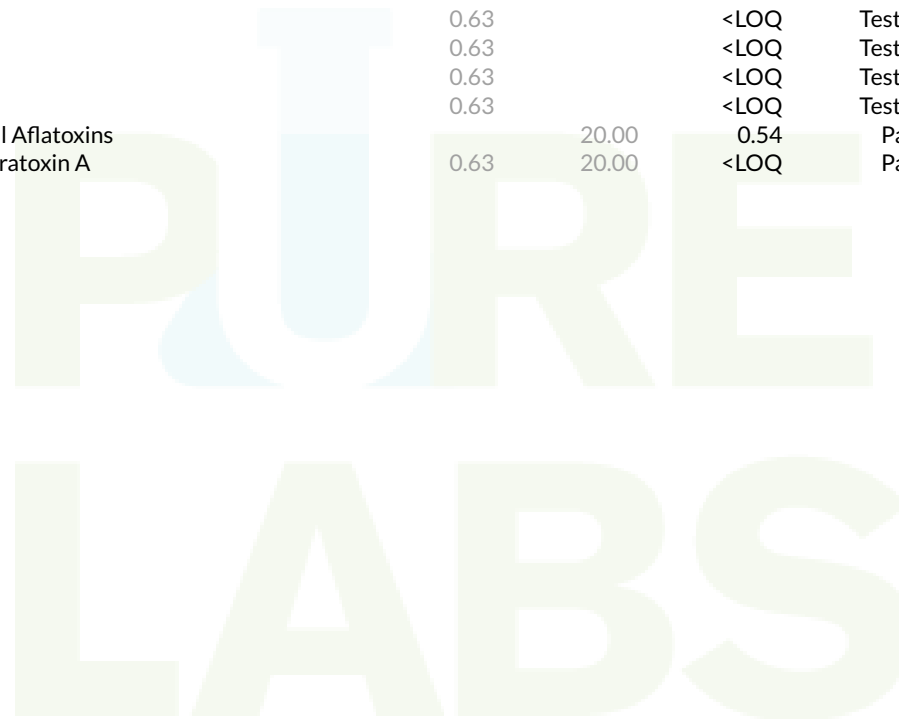 0.63 <LOQ Test
0.63 <LOQ Test
0.63 <LOQ Test
0.63 <LOQ Test
l Aflatoxins 20.00 0.54 Pa
ratoxin A 0.63 20.00 <LOQ Pa
PURE
LABS